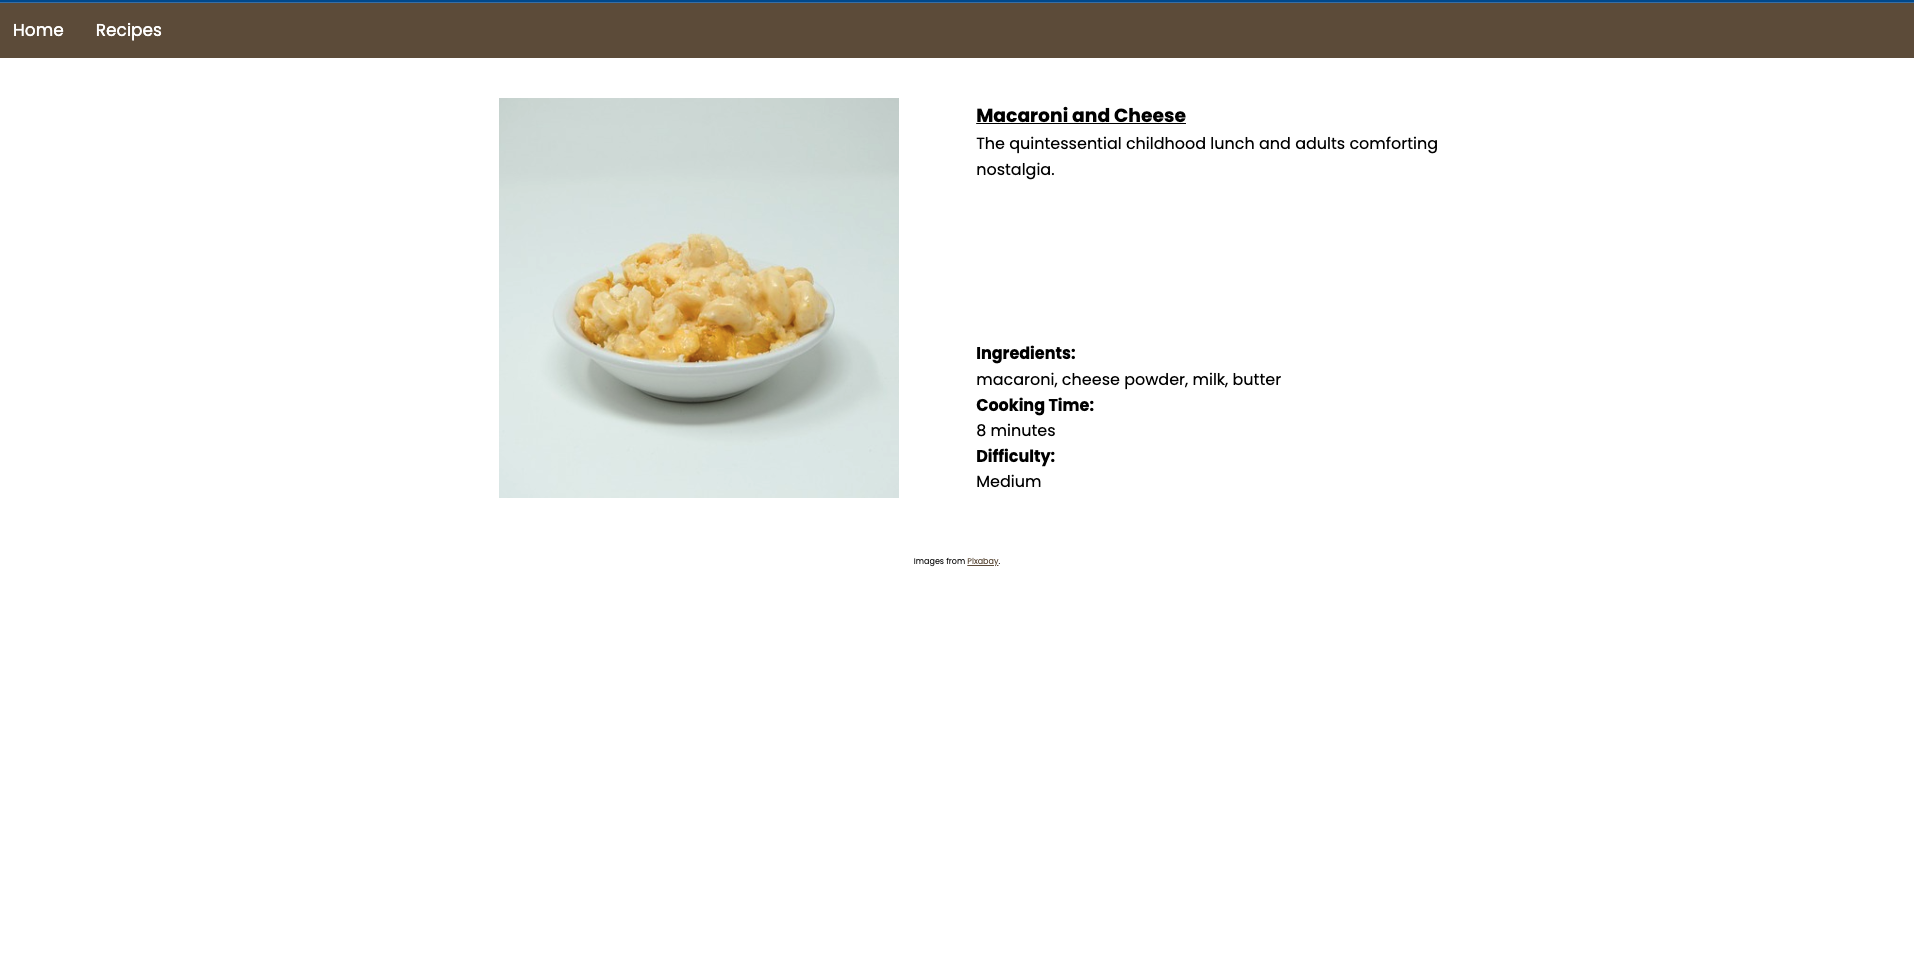 Home Recipes
Macaroni and Cheese
The quintessential childhood lunch and adults comforting
nostalgia.
Ingredients:
macaroni, cheese powder, milk, butter
Cooking Time:
8 minutes
Difficulty:
Medium
Images from Pixabay.